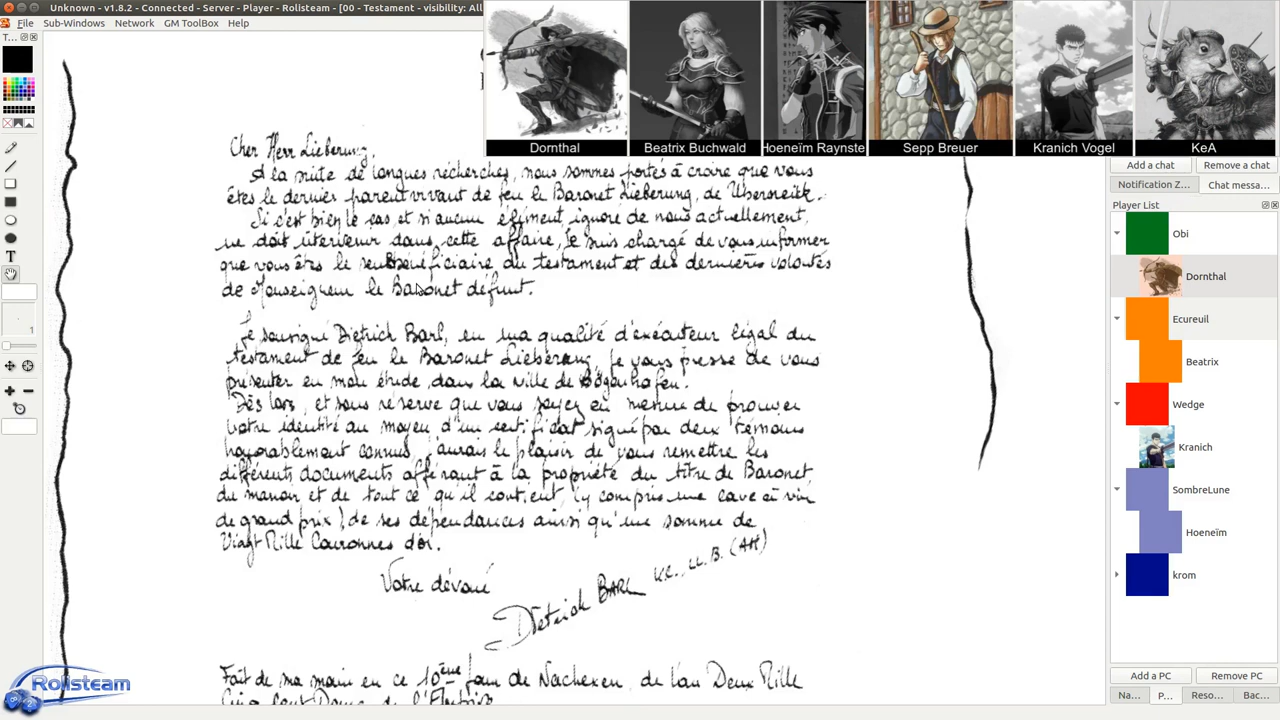 Unknown - v1.8.2 - Connected - Server - Player - Rolisteam - [00 - Testament - visibility: All
File Sub-Windows Network GM ToolBox Help
T...
1
Dornthal
Beatrix Buchwald
Hoeneïm Raynste
Sepp Breuer
Kranich Vogel
KeA
Cher Herr Lieberung
A la suite de longues recherches, nous sommes portés à croire que vous
êtes le dernier parent vivant de feu le Baronet Lieberung, de Ubersreik.
Si c'est bien le cas, et si aucun élément, ignoré de nous actuellement,
ne doit intervenir dans cette affaire, je suis chargé de vous informer
que vous êtes le seul bénéficiaire du testament et des dernières volontés
de Monseigneur le Baronet défunt.
Je soussigné Dietrich Barl, en ma qualité d'exécuteur légal du
testament de feu le Baronet Lieberung, je vous presse de vous
présenter en mon étude, dans la ville de Bögenhafen.
Dès lors, et sous réserve que vous soyez en mesure de prouver
votre identité au moyen d'un certificat signé par deux témoins
honorablement connus, j'aurais le plaisir de vous remettre les
différents documents afférant à la propriété du titre de Baronet
du manoir et de tout ce qu'il contient, (y compris une cave à vin
de grand prix), de ses dépendances ainsi qu'une somme de
Vingt Mille Couronnes d'or.
Votre dévoué
Dietrich BARL
Fait de ma main en ce 10ème jour de Nachexen, de l'an Deux Mille
Cinq Cent Douze de l'Empire
Rolisteam
Add a chat Remove a chat
Notification Z... Chat messa...
Player List
Obi
Dornthal
Ecureuil
Beatrix
Wedge
Kranich
SombreLune
Hoeneïm
krom
Add a PC Remove PC
Na... P... Reso... Bac...